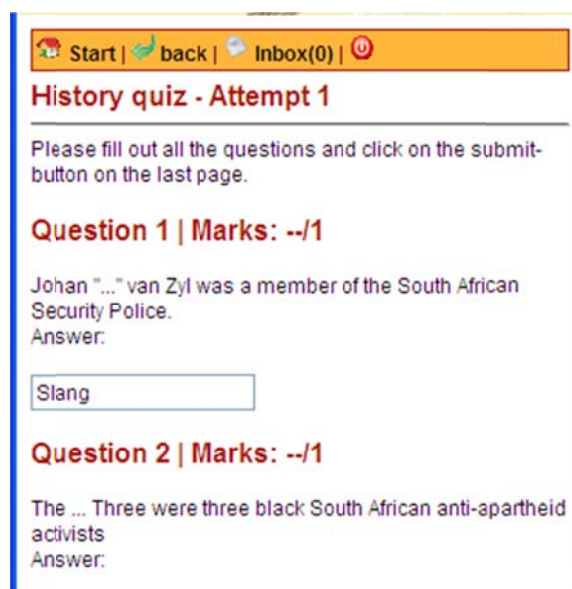 Start | back | Inbox(0) |
History quiz - Attempt 1
Please fill out all the questions and click on the submit-
button on the last page.
Question 1 | Marks: --/1
Johan "..." van Zyl was a member of the South African
Security Police.
Answer:
Slang
Question 2 | Marks: --/1
The ... Three were three black South African anti-apartheid
activists
Answer: